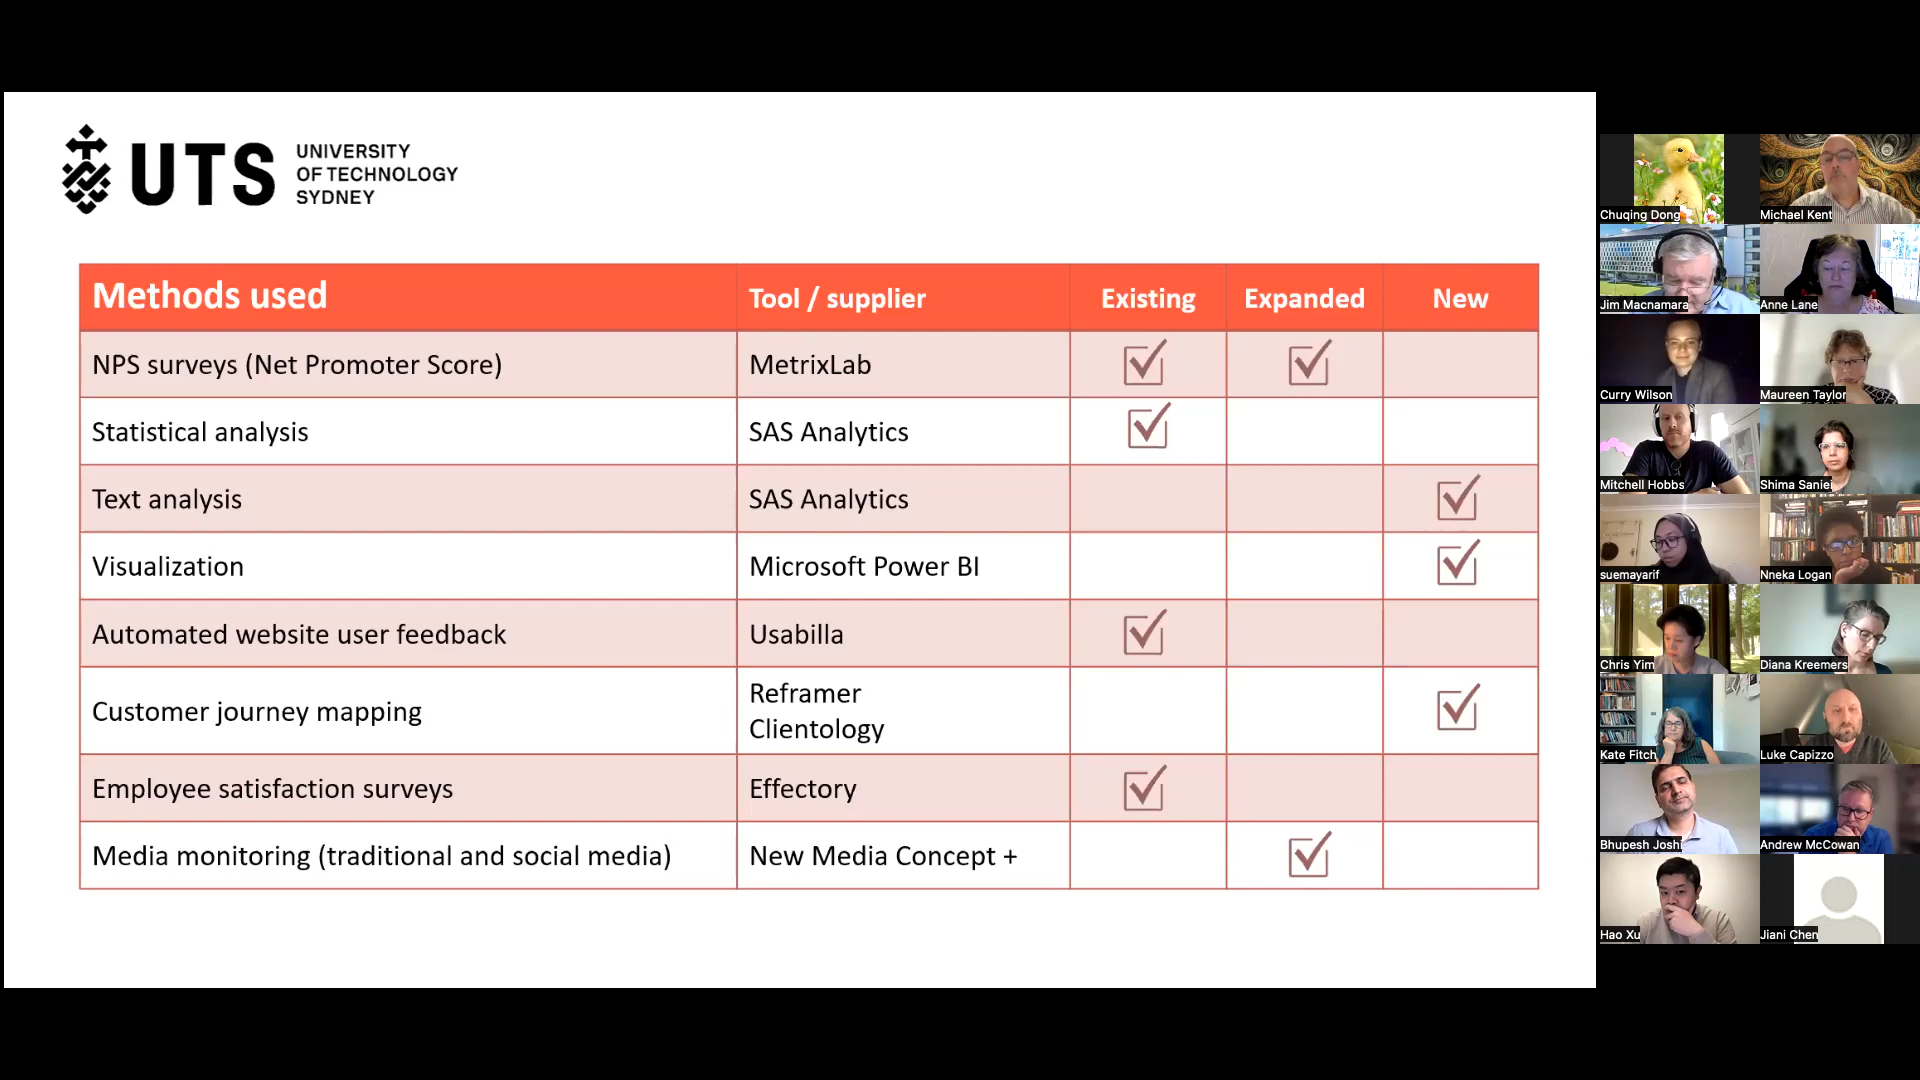 UTS
UNIVERSITY
OF TECHNOLOGY
SYDNEY
Methods used Tool / supplier Existing Expanded New
NPS surveys (Net Promoter Score) MetrixLab
Statistical analysis SAS Analytics
Text analysis SAS Analytics
Visualization Microsoft Power BI
Automated website user feedback Usabilla
Customer journey mapping Reframer
Clientology
Employee satisfaction surveys Effectory
Media monitoring (traditional and social media) New Media Concept +
Chuqing Dong
Michael Kent
Jim Macnamara
Anne Lane
Curry Wilson
Maureen Taylor
Mitchell Hobbs
Shima Saniei
suemayarif
Nneka Logan
Chris Yim
Diana Kreemers
Kate Fitch
Luke Capizzo
Bhupesh Joshi
Andrew McCowan
Hao Xu
Jiani Chen